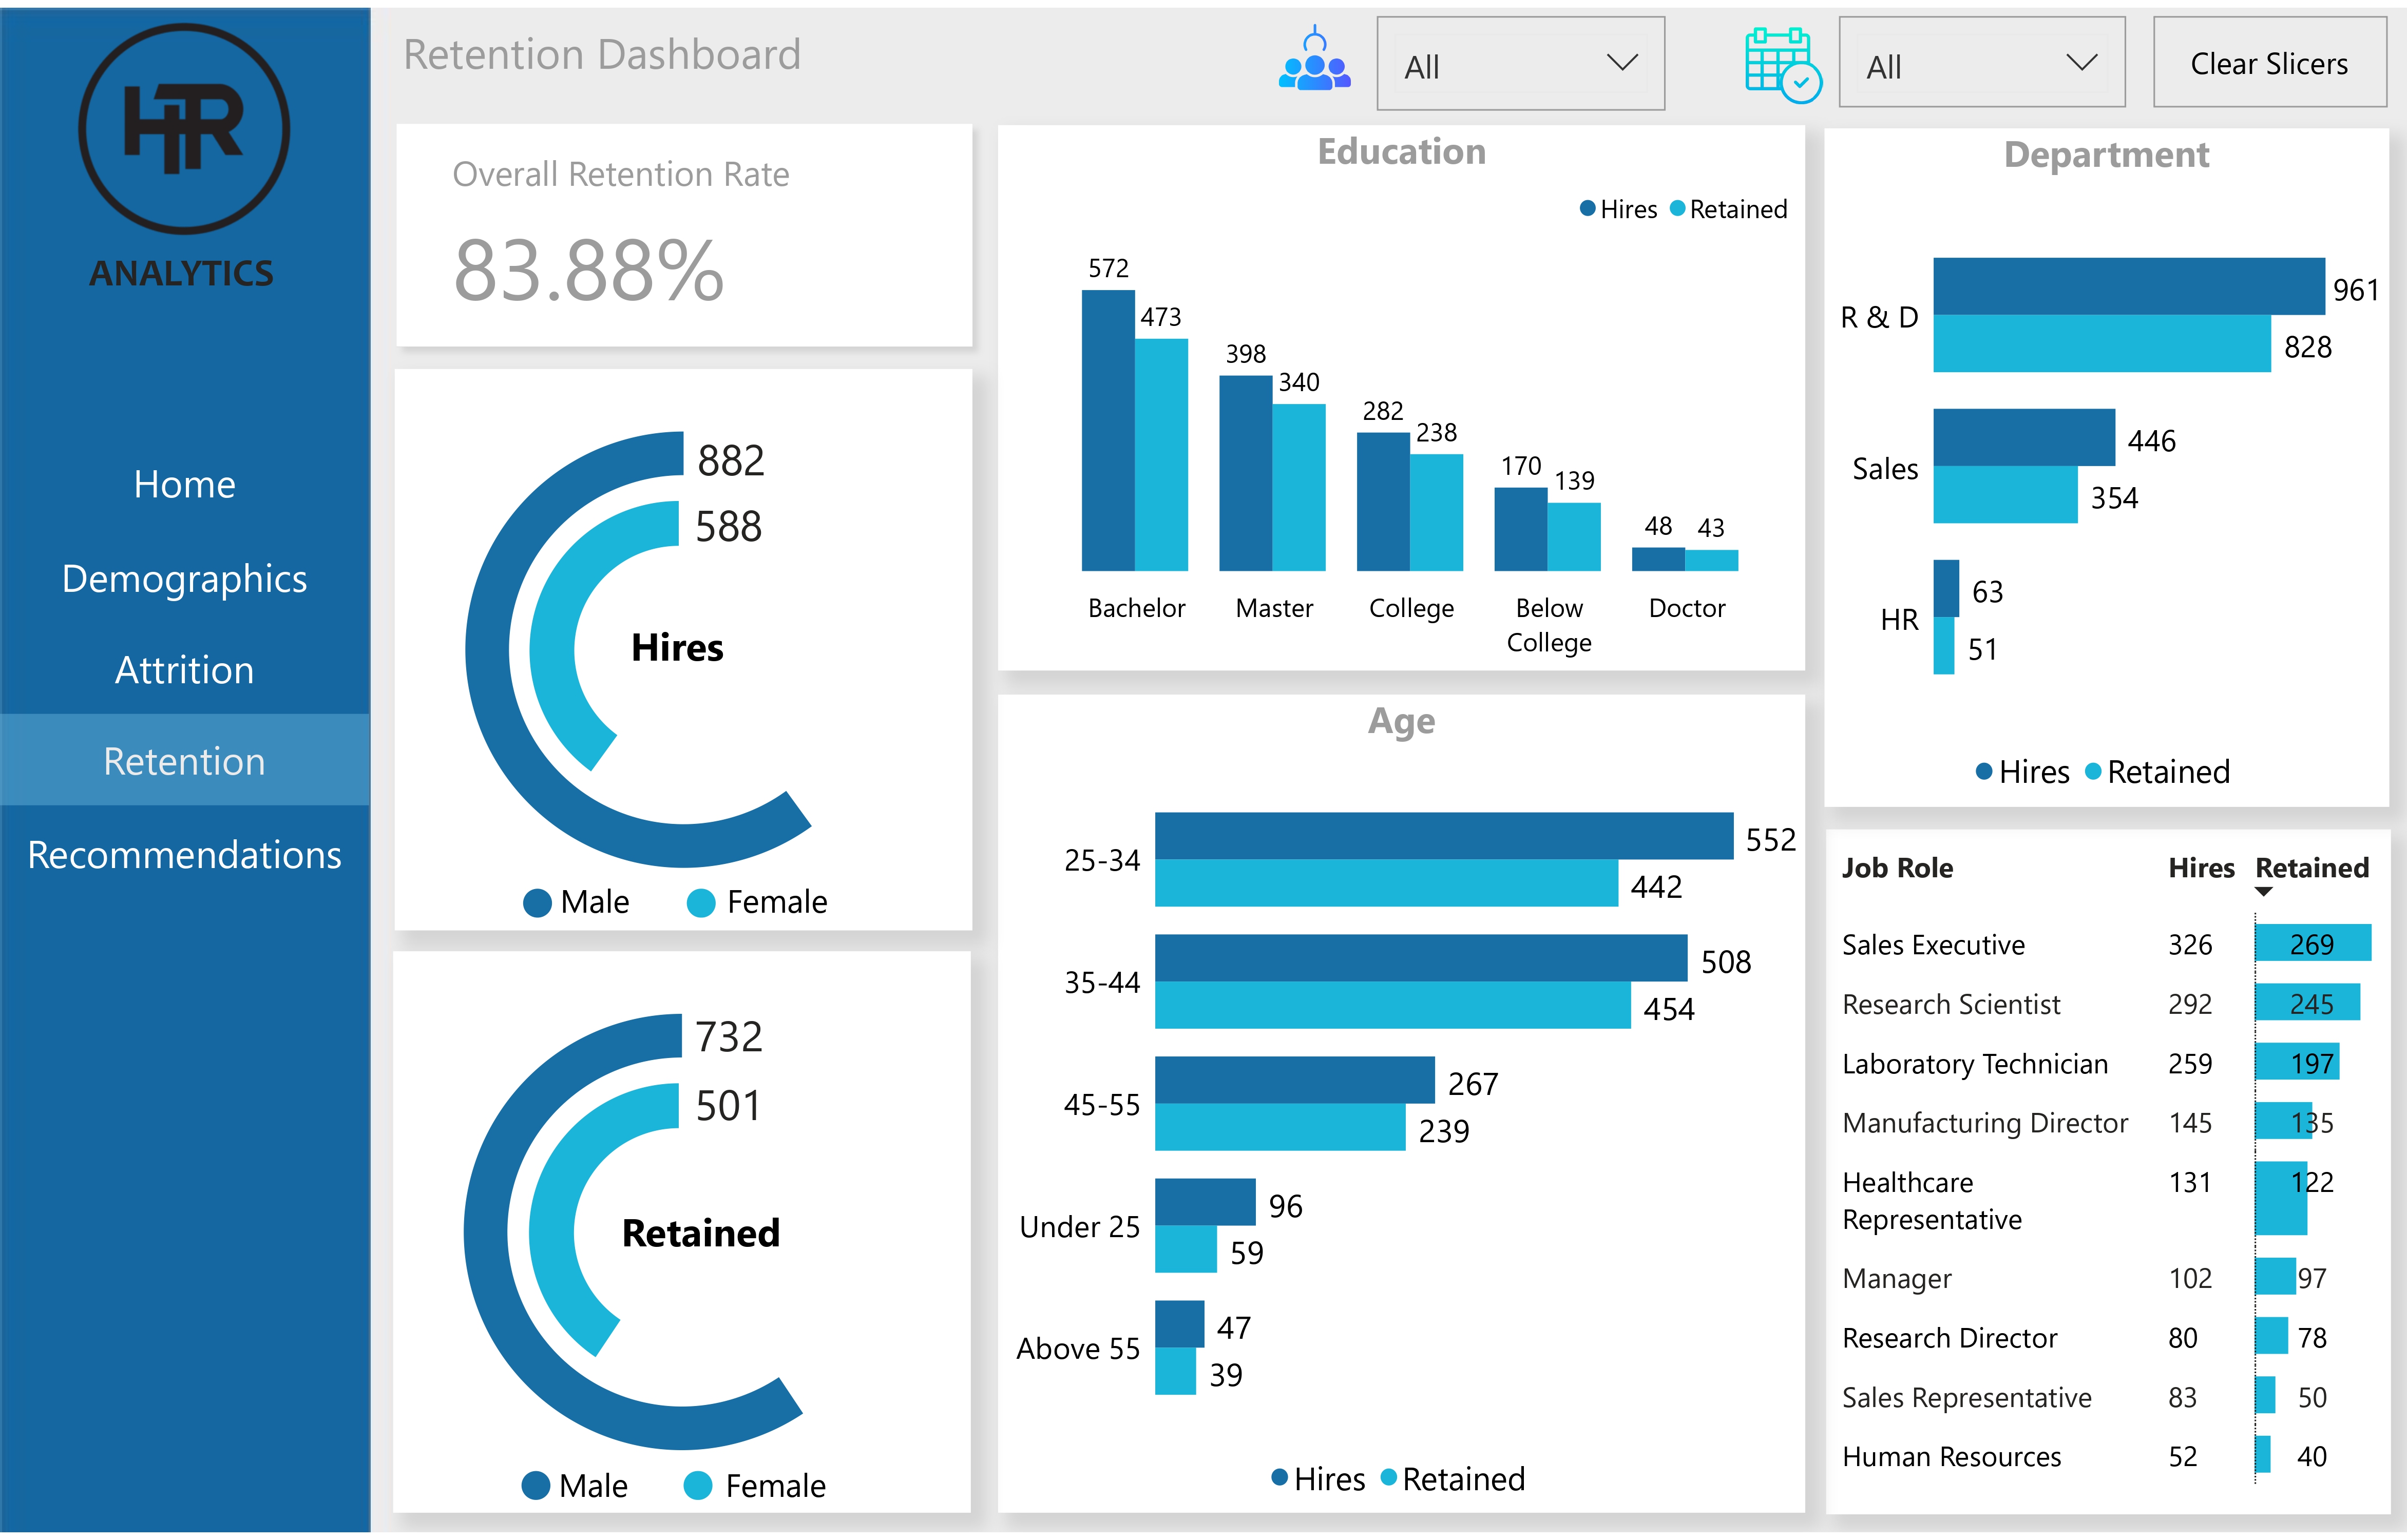 HR
ANALYTICS
Home
Demographics
Attrition
Retention
Recommendations
Retention Dashboard
All
All
Clear Slicers
Overall Retention Rate
83.88%
882
588
Hires
Male Female
732
501
Retained
Male Female
Education
Hires Retained
572
473
398
340
282
238
170
139
48
43
Bachelor Master College Below Doctor
College
Age
25-34
552
442
35-44
508
454
45-55
267
239
Under 25
96
59
Above 55
47
39
Hires Retained
Department
R & D
961
828
Sales
446
354
HR
63
51
Hires Retained
Job Role Hires Retained
Sales Executive 326 269
Research Scientist 292 245
Laboratory Technician 259 197
Manufacturing Director 145 135
Healthcare 131 122
Representative
Manager 102 97
Research Director 80 78
Sales Representative 83 50
Human Resources 52 40